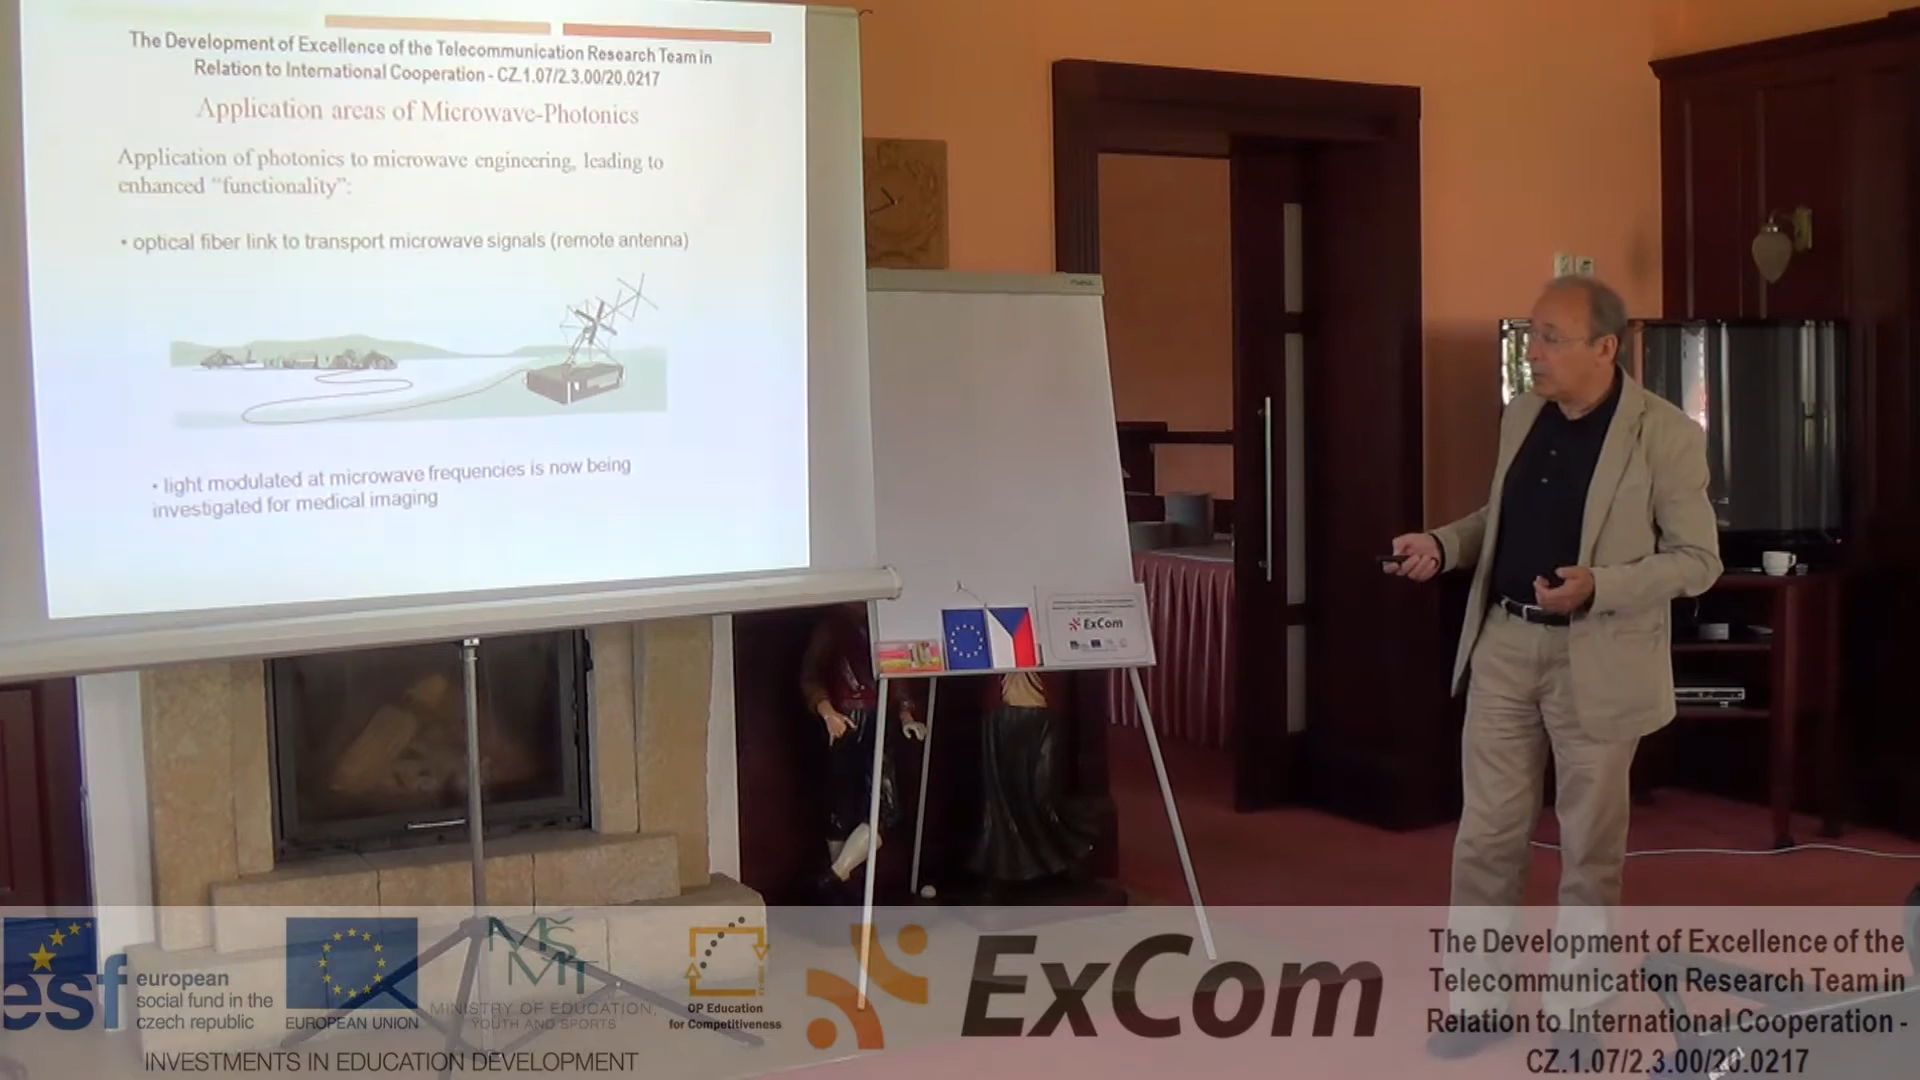 The Development of Excellence of the Telecommunication Research Team in
Relation to International Cooperation - CZ.1.07/2.3.00/20.0217
Application areas of Microwave-Photonics
Application of photonics to microwave engineering, leading to
enhanced “functionality”:
• optical fiber link to transport microwave signals (remote antenna)
• light modulated at microwave frequencies is now being
investigated for medical imaging
ExCom
esf
european
social fund in the
czech republic
EUROPEAN UNION
MŠ
MT
MINISTRY OF EDUCATION,
YOUTH AND SPORTS
OP Education
for Competitiveness
INVESTMENTS IN EDUCATION DEVELOPMENT
ExCom
The Development of Excellence of the
Telecommunication Research Team in
Relation to International Cooperation -
CZ.1.07/2.3.00/20.0217